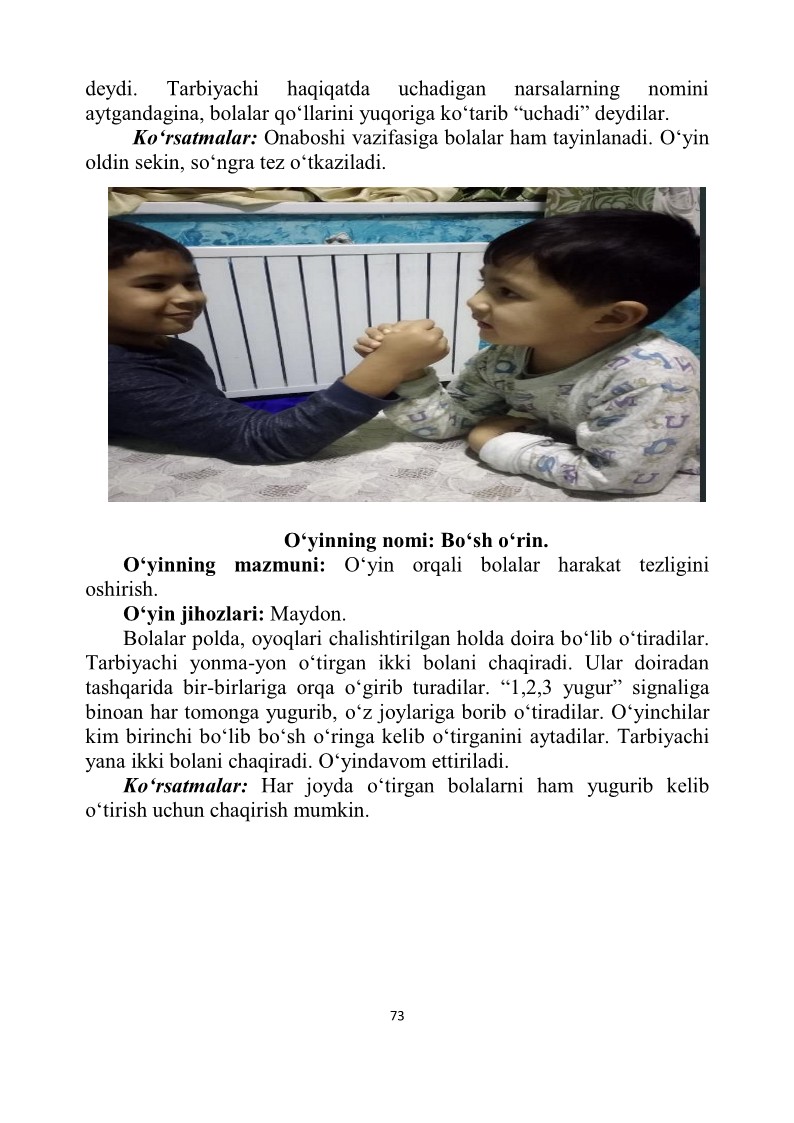 deydi. Tarbiyachi haqiqatda uchadigan narsalarning nomini
aytgandagina, bolalar qo‘llarini yuqoriga ko‘tarib “uchadi” deydilar.
Ko‘rsatmalar: Onaboshi vazifasiga bolalar ham tayinlanadi. O‘yin
oldin sekin, so‘ngra tez o‘tkaziladi.
O‘yinning nomi: Bo‘sh o‘rin.
O‘yinning mazmuni: O‘yin orqali bolalar harakat tezligini
oshirish.
O‘yin jihozlari: Maydon.
Bolalar polda, oyoqlari chalishtirilgan holda doira bo‘lib o‘tiradilar.
Tarbiyachi yonma-yon o‘tirgan ikki bolani chaqiradi. Ular doiradan
tashqarida bir-birlariga orqa o‘girib turadilar. “1,2,3 yugur” signaliga
binoan har tomonga yugurib, o‘z joylariga borib o‘tiradilar. O‘yinchilar
kim birinchi bo‘lib bo‘sh o‘ringa kelib o‘tirganini aytadilar. Tarbiyachi
yana ikki bolani chaqiradi. O‘yindavom ettiriladi.
Ko‘rsatmalar: Har joyda o‘tirgan bolalarni ham yugurib kelib
o‘tirish uchun chaqirish mumkin.
73